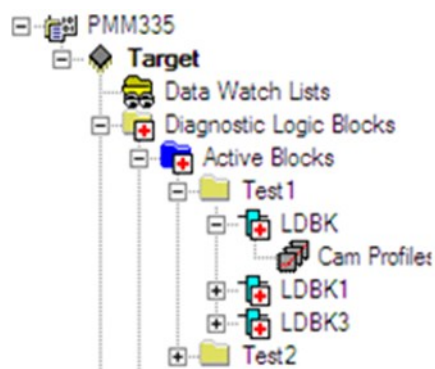 PMM335
Target
Data Watch Lists
Diagnostic Logic Blocks
Active Blocks
Test1
LDBK
Cam Profiles
LDBK1
LDBK3
Test2